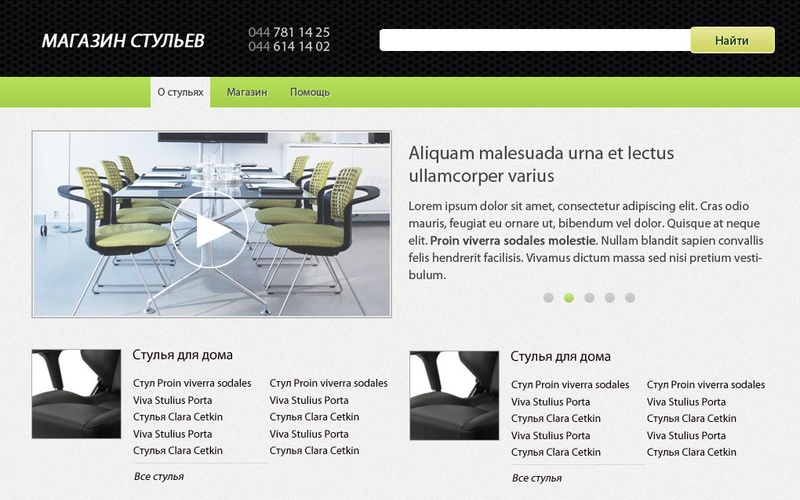 МАГАЗИН СТУЛЬЕВ
044 781 14 25
044 614 14 02
Найти
О стульях Магазин Помощь
Aliquam malesuada urna et lectus
ullamcorper varius
Lorem ipsum dolor sit amet, consectetur adipiscing elit. Cras odio
mauris, feugiat eu ornare ut, bibendum vel dolor. Quisque at neque
elit. Proin viverra sodales molestie. Nullam blandit sapien convallis
felis hendrerit facilisis. Vivamus dictum massa sed nisi pretium vesti-
bulum.
Стулья для дома
Стул Proin viverra sodales Стул Proin viverra sodales
Viva Stulius Porta Viva Stulius Porta
Стулья Clara Cetkin Стулья Clara Cetkin
Viva Stulius Porta Viva Stulius Porta
Стулья Clara Cetkin Стулья Clara Cetkin
Все стулья
Стулья для дома
Стул Proin viverra sodales Стул Proin viverra sodales
Viva Stulius Porta Viva Stulius Porta
Стулья Clara Cetkin Стулья Clara Cetkin
Viva Stulius Porta Viva Stulius Porta
Стулья Clara Cetkin Стулья Clara Cetkin
Все стулья